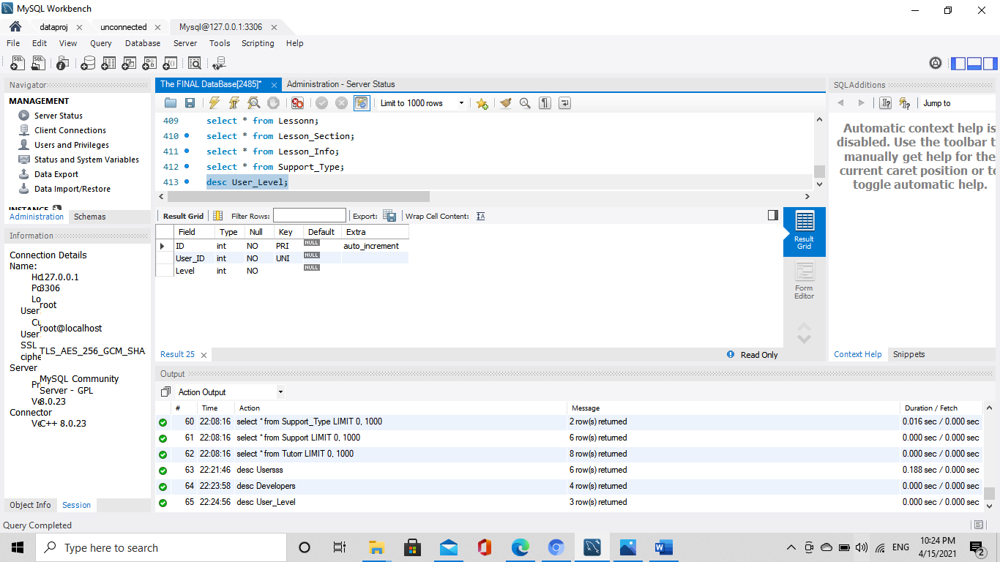 MySQL Workbench
dataproj
unconnected
Mysql@127.0.0.1:3306
File Edit View Query Database Server Tools Scripting Help
Navigator
MANAGEMENT
Server Status
Client Connections
Users and Privileges
Status and System Variables
Data Export
Data Import/Restore
INSTANCE
Administration Schemas
Information
Connection Details
Name:
Hc127.0.0.1
Pc3306
Lo
root
User
Cu
root@localhost
User
SSL
TLS_AES_256_GCM_SHA
ciphe
Server
MySQL Community
Pr
Server - GPL
Ve8.0.23
Connector
VeC++ 8.0.23
Object Info Session
The FINAL DataBase[2485]*
Administration - Server Status
Limit to 1000 rows
409 select * from Lessonn;
410 select * from Lesson_Section;
411 select * from Lesson_Info;
412 select * from Support_Type;
413 desc User_Level;
Result Grid Filter Rows: Export: Wrap Cell Content:
Field Type Null Key Default Extra
ID int NO PRI NULL auto_increment
User_ID int NO UNI NULL
Level int NO NULL
Result
Grid
Form
Editor
Result 25
Read Only
SQLAdditions
Jump to
Automatic context help is
disabled. Use the toolbar t
manually get help for the
current caret position or to
toggle automatic help.
Context Help Snippets
Output
Action Output
# Time Action Message Duration / Fetch
60 22:08:16 select * from Support_Type LIMIT 0, 1000 2 row(s) returned 0.016 sec / 0.000 sec
61 22:08:16 select * from Support LIMIT 0, 1000 6 row(s) returned 0.000 sec / 0.000 sec
62 22:08:16 select * from Tutorr LIMIT 0, 1000 8 row(s) returned 0.000 sec / 0.000 sec
63 22:21:46 desc Usersss 6 row(s) returned 0.188 sec / 0.000 sec
64 22:23:58 desc Developers 4 row(s) returned 0.000 sec / 0.000 sec
65 22:24:56 desc User_Level 3 row(s) returned 0.000 sec / 0.000 sec
Query Completed
Type here to search
ENG
10:24 PM
4/15/2021
2